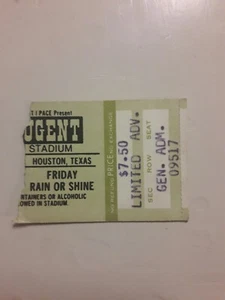 I PACE Present
UGENT
STADIUM
HOUSTON, TEXAS
FRIDAY
RAIN OR SHINE
NTAINERS OR ALCOHOLIC
OWED IN STADIUM
PRICE
$7.50
LIMITED ADV.
SEC ROW SEAT
GEN. ADM.
09517